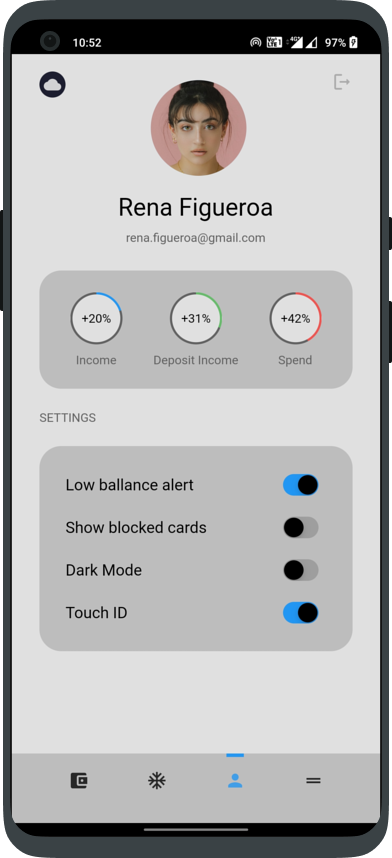 10:52
97%
Rena Figueroa
rena.figueroa@gmail.com
+20% +31% +42%
Income Deposit Income Spend
SETTINGS
Low ballance alert
Show blocked cards
Dark Mode
Touch ID